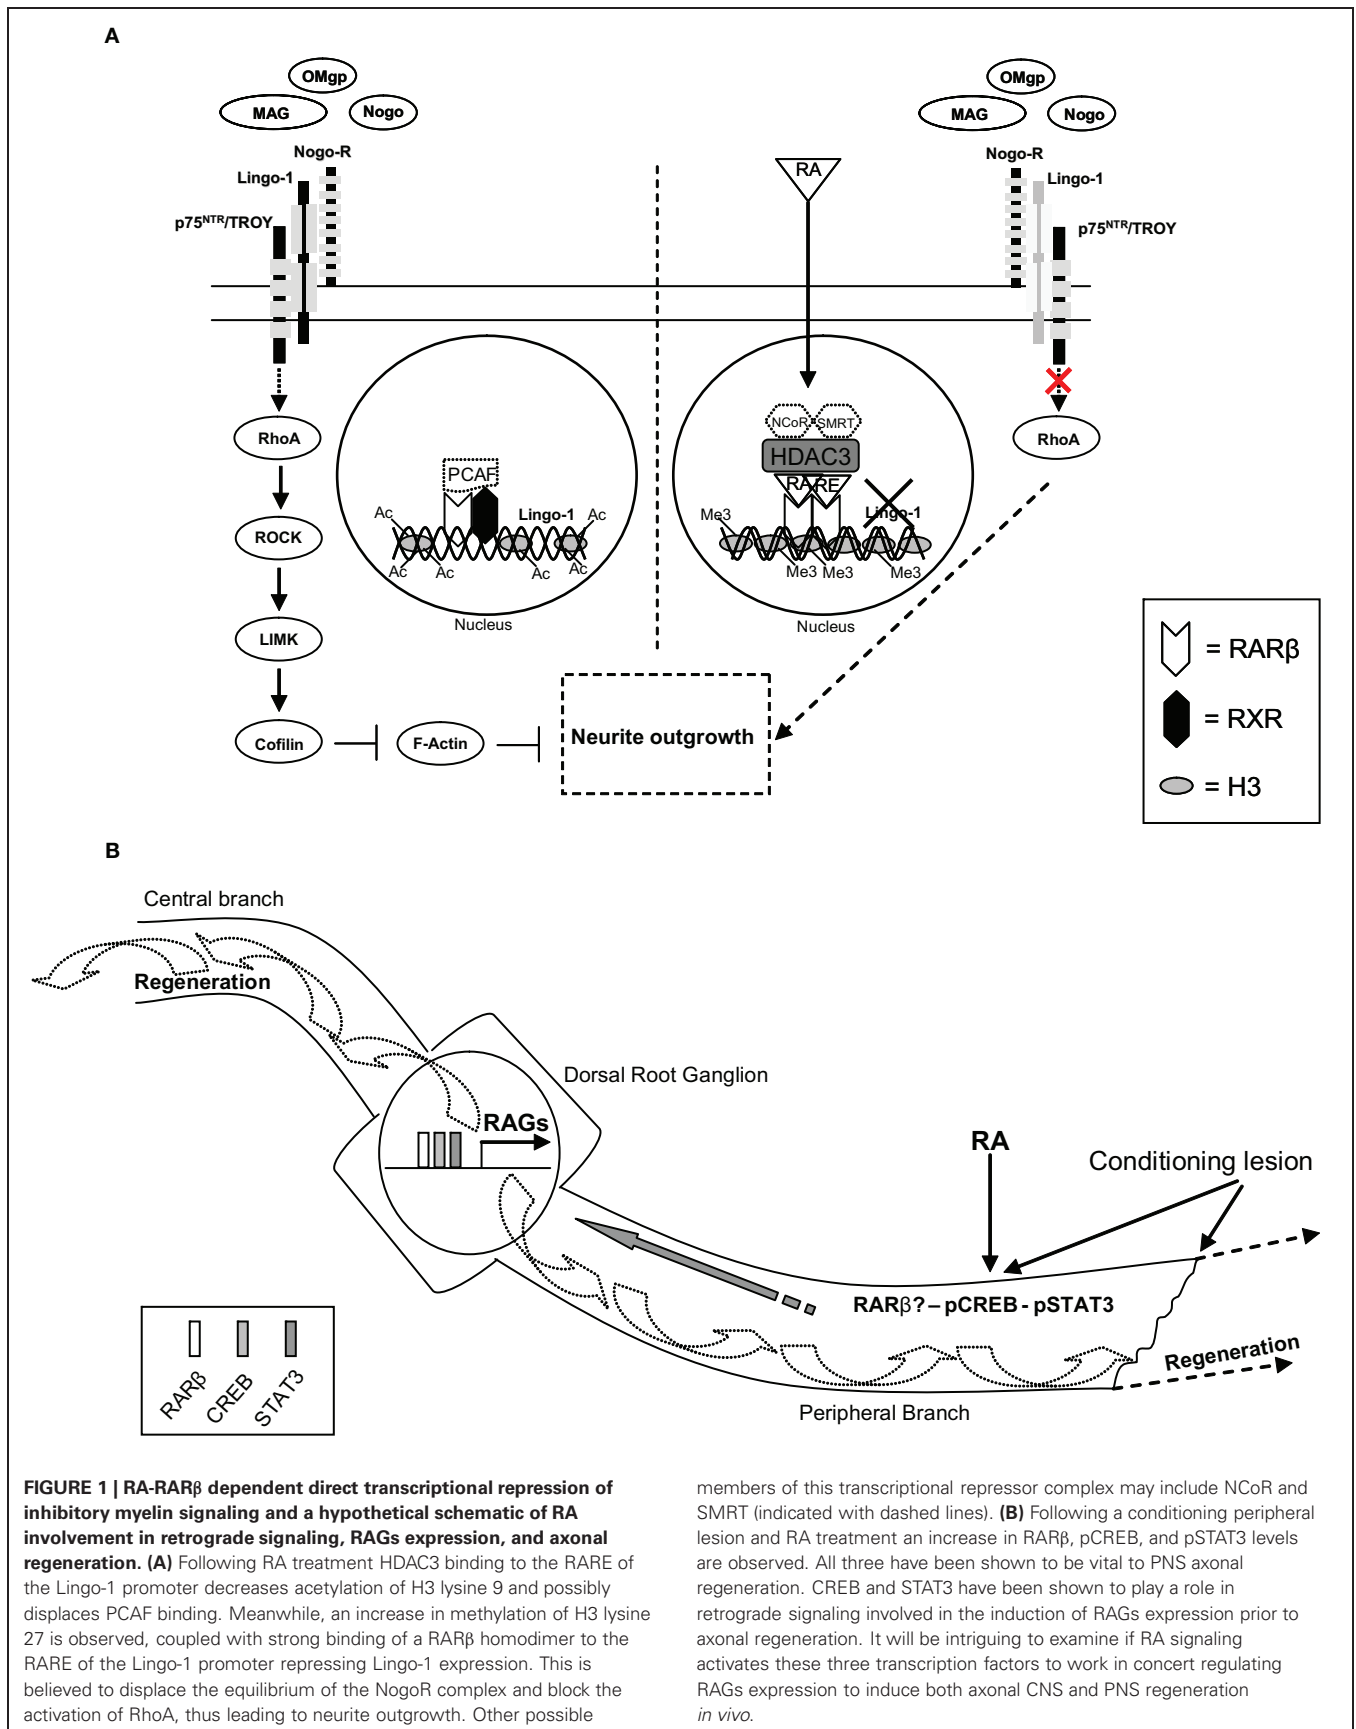 A
OMgp
MAG
Nogo
Nogo-R
Lingo-1
p75NTR/TROY
RhoA
ROCK
LIMK
Cofilin
F-Actin
Neurite outgrowth
PCAF
Lingo-1
Ac
Ac
Ac
Ac
Ac
Ac
Nucleus
RA
NCoR
SMRT
HDAC3
RARE
Lingo-1
Me3
Me3
Me3
Me3
Nucleus
OMgp
MAG
Nogo
Nogo-R
Lingo-1
p75NTR/TROY
RhoA
= RARβ
= RXR
= H3
B
Central branch
Regeneration
Dorsal Root Ganglion
RAGs
RA
Conditioning lesion
RARβ? – pCREB - pSTAT3
Regeneration
Peripheral Branch
RARβ
CREB
STAT3
FIGURE 1 | RA-RARβ dependent direct transcriptional repression of
inhibitory myelin signaling and a hypothetical schematic of RA
involvement in retrograde signaling, RAGs expression, and axonal
regeneration. (A) Following RA treatment HDAC3 binding to the RARE of
the Lingo-1 promoter decreases acetylation of H3 lysine 9 and possibly
displaces PCAF binding. Meanwhile, an increase in methylation of H3 lysine
27 is observed, coupled with strong binding of a RARβ homodimer to the
RARE of the Lingo-1 promoter repressing Lingo-1 expression. This is
believed to displace the equilibrium of the NogoR complex and block the
activation of RhoA, thus leading to neurite outgrowth. Other possible
members of this transcriptional repressor complex may include NCoR and
SMRT (indicated with dashed lines). (B) Following a conditioning peripheral
lesion and RA treatment an increase in RARβ, pCREB, and pSTAT3 levels
are observed. All three have been shown to be vital to PNS axonal
regeneration. CREB and STAT3 have been shown to play a role in
retrograde signaling involved in the induction of RAGs expression prior to
axonal regeneration. It will be intriguing to examine if RA signaling
activates these three transcription factors to work in concert regulating
RAGs expression to induce both axonal CNS and PNS regeneration
in vivo.